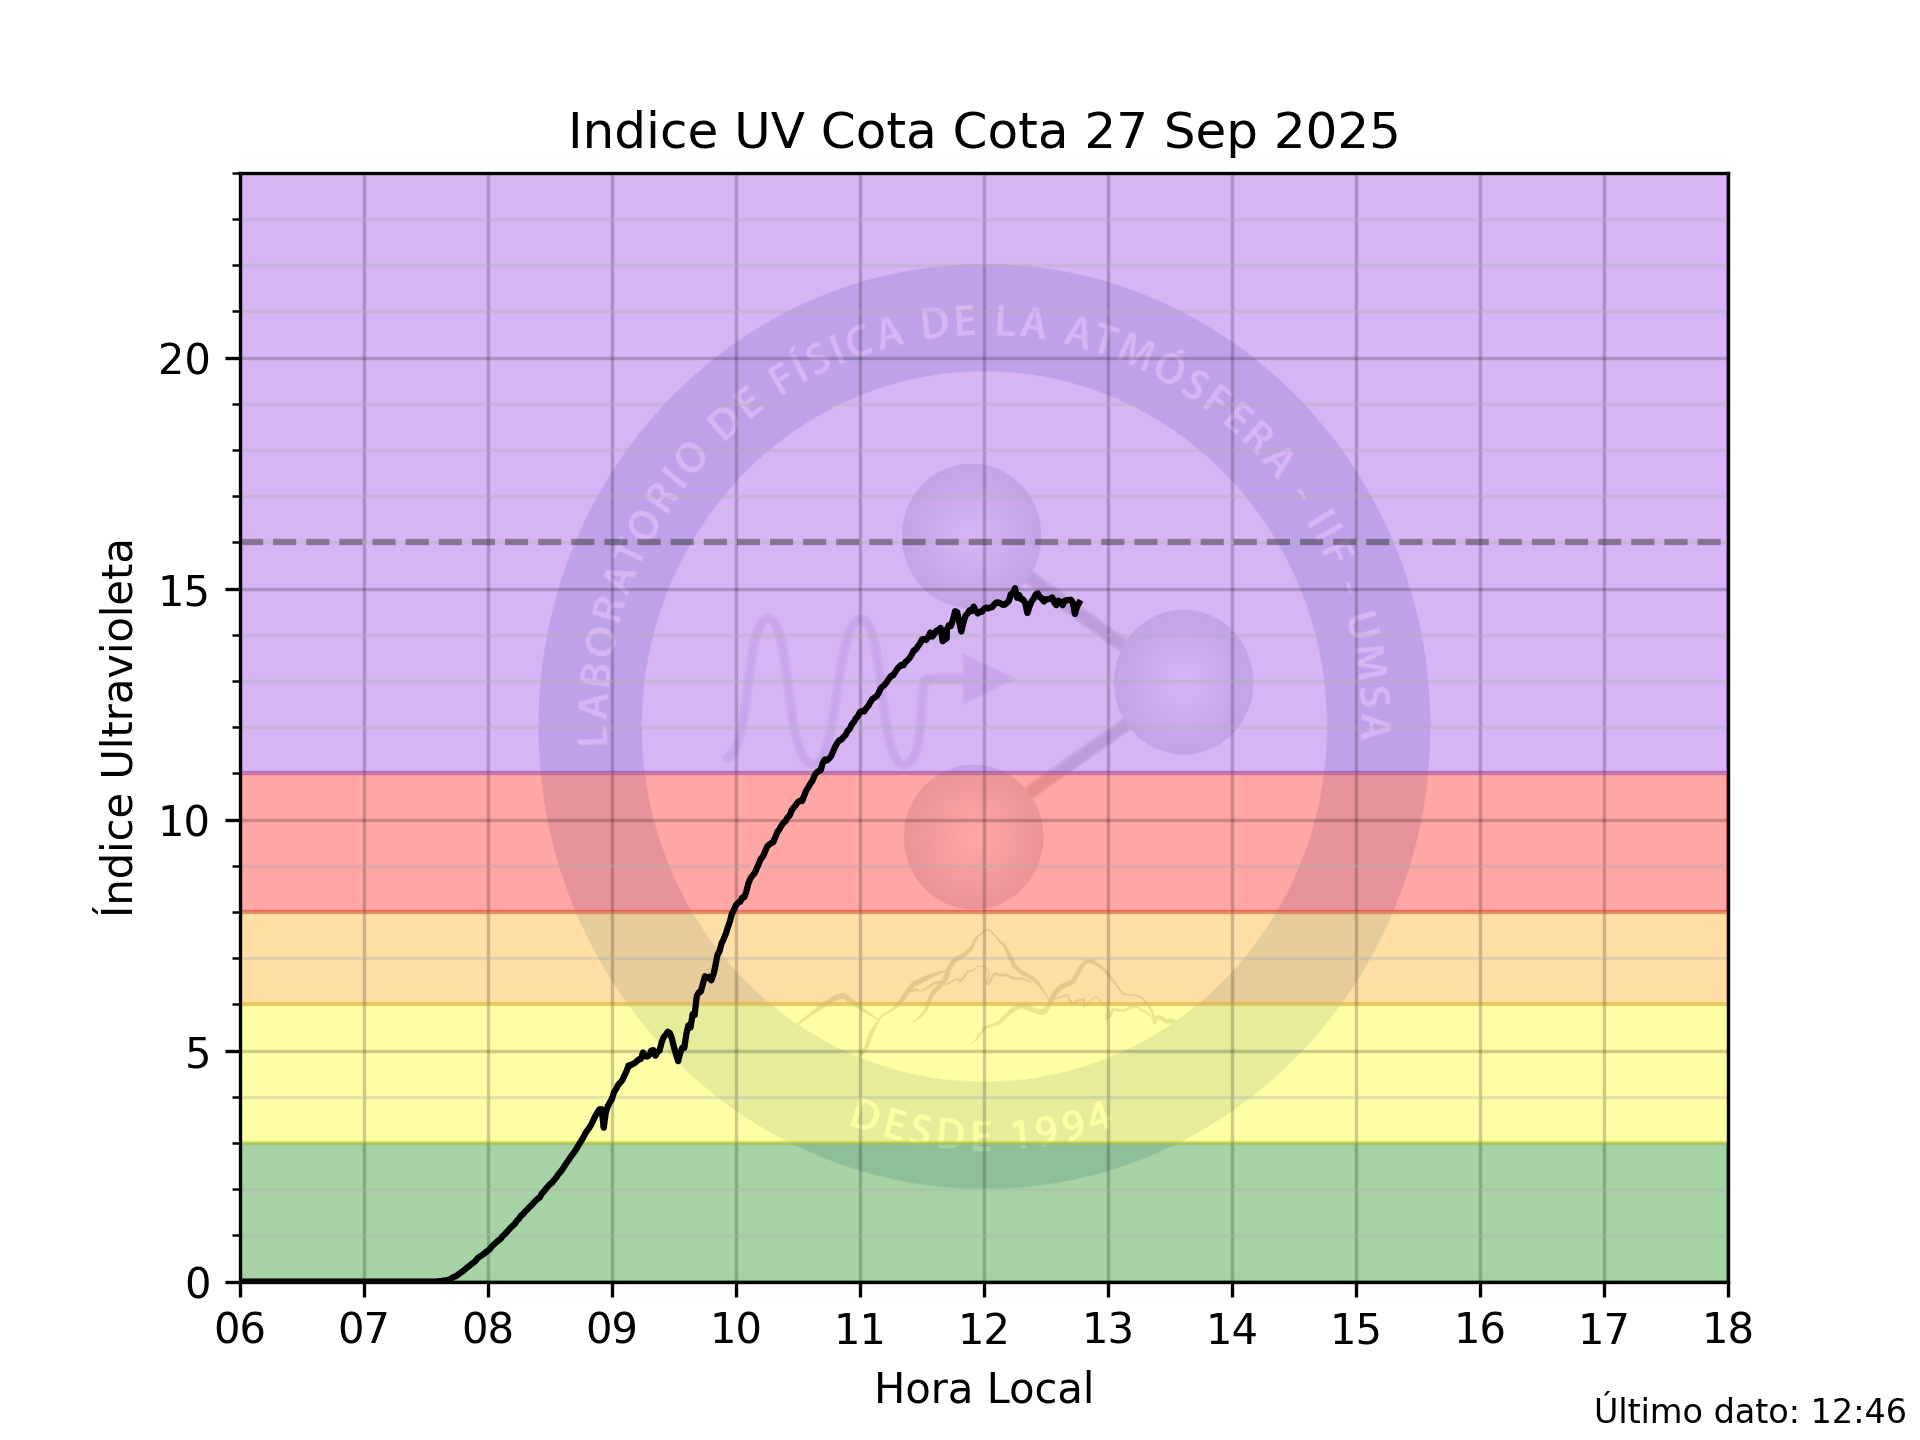 Indice UV Cota Cota 27 Sep 2025
Índice Ultravioleta
20
15
10
5
0
LABORATORIO DE FÍSICA DE LA ATMÓSFERA - IIF - UMSA
DESDE 1994
06 07 08 09 10 11 12 13 14 15 16 17 18
Hora Local
Último dato: 12:46